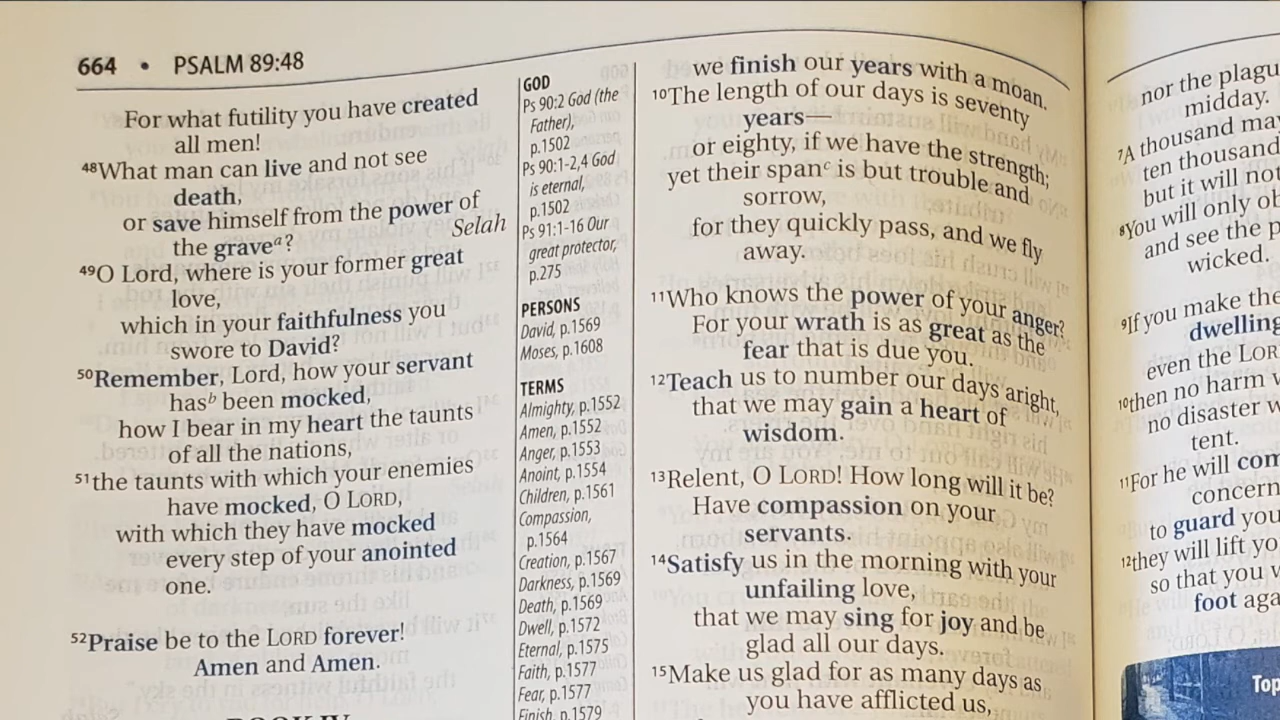 664 • PSALM 89:48
For what futility you have created
all men!
48What man can live and not see
death,
or save himself from the power of
the graveᵃ? Selah
49O Lord, where is your former great
love,
which in your faithfulness you
swore to David?
50Remember, Lord, how your servant
hasᵇ been mocked,
how I bear in my heart the taunts
of all the nations,
51the taunts with which your enemies
have mocked, O LORD,
with which they have mocked
every step of your anointed
one.
52Praise be to the LORD forever!
Amen and Amen.
BOOK IV
GOD
Ps 90:2 God (the
Father),
p.1502
Ps 90:1-2,4 God
is eternal,
p.1502
Ps 91:1-16 Our
great protector,
p.275
PERSONS
David, p.1569
Moses, p.1608
TERMS
Almighty, p.1552
Amen, p.1552
Anger, p.1553
Anoint, p.1554
Children, p.1561
Compassion,
p.1564
Creation, p.1567
Darkness, p.1569
Death, p.1569
Dwell, p.1572
Eternal, p.1575
Faith, p.1577
Fear, p.1577
Finish, p.1579
we finish our years with a moan.
10The length of our days is seventy
years—
or eighty, if we have the strength;
yet their spanᶜ is but trouble and
sorrow,
for they quickly pass, and we fly
away.
11Who knows the power of your anger?
For your wrath is as great as the
fear that is due you.
12Teach us to number our days aright,
that we may gain a heart of
wisdom.
13Relent, O LORD! How long will it be?
Have compassion on your
servants.
14Satisfy us in the morning with your
unfailing love,
that we may sing for joy and be
glad all our days.
15Make us glad for as many days as
you have afflicted us,
nor the plagu
midday.
7A thousand may
ten thousand
but it will not
8You will only ob
and see the p
wicked.
9If you make the
dwelling
even the LOR
10then no harm w
no disaster w
tent.
11For he will com
concern
to guard you
12they will lift yo
so that you w
foot aga
Top